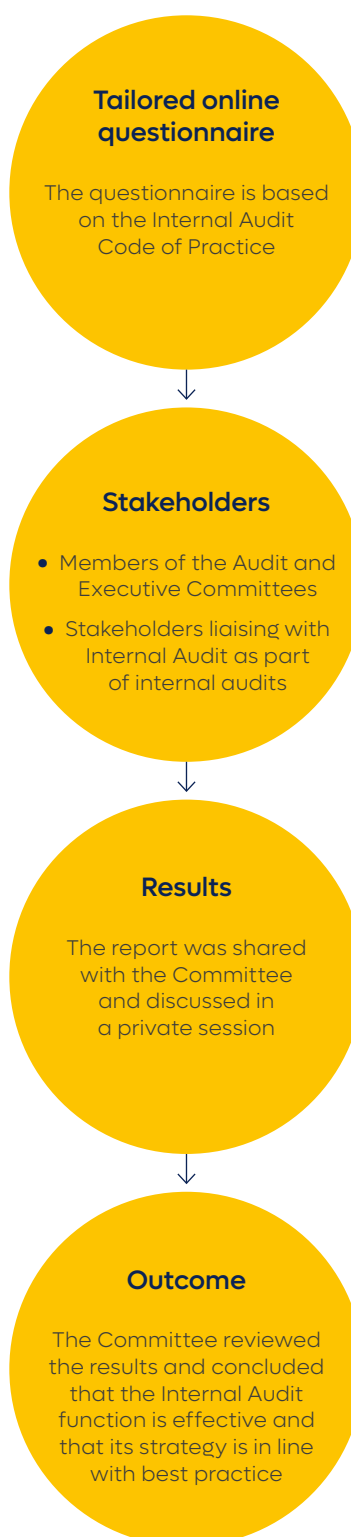 Tailored online
questionnaire
The questionnaire is based
on the Internal Audit
Code of Practice
Stakeholders
• Members of the Audit and
Executive Committees
• Stakeholders liaising with
Internal Audit as part
of internal audits
Results
The report was shared
with the Committee
and discussed in
a private session
Outcome
The Committee reviewed
the results and concluded
that the Internal Audit
function is effective and
that its strategy is in line
with best practice